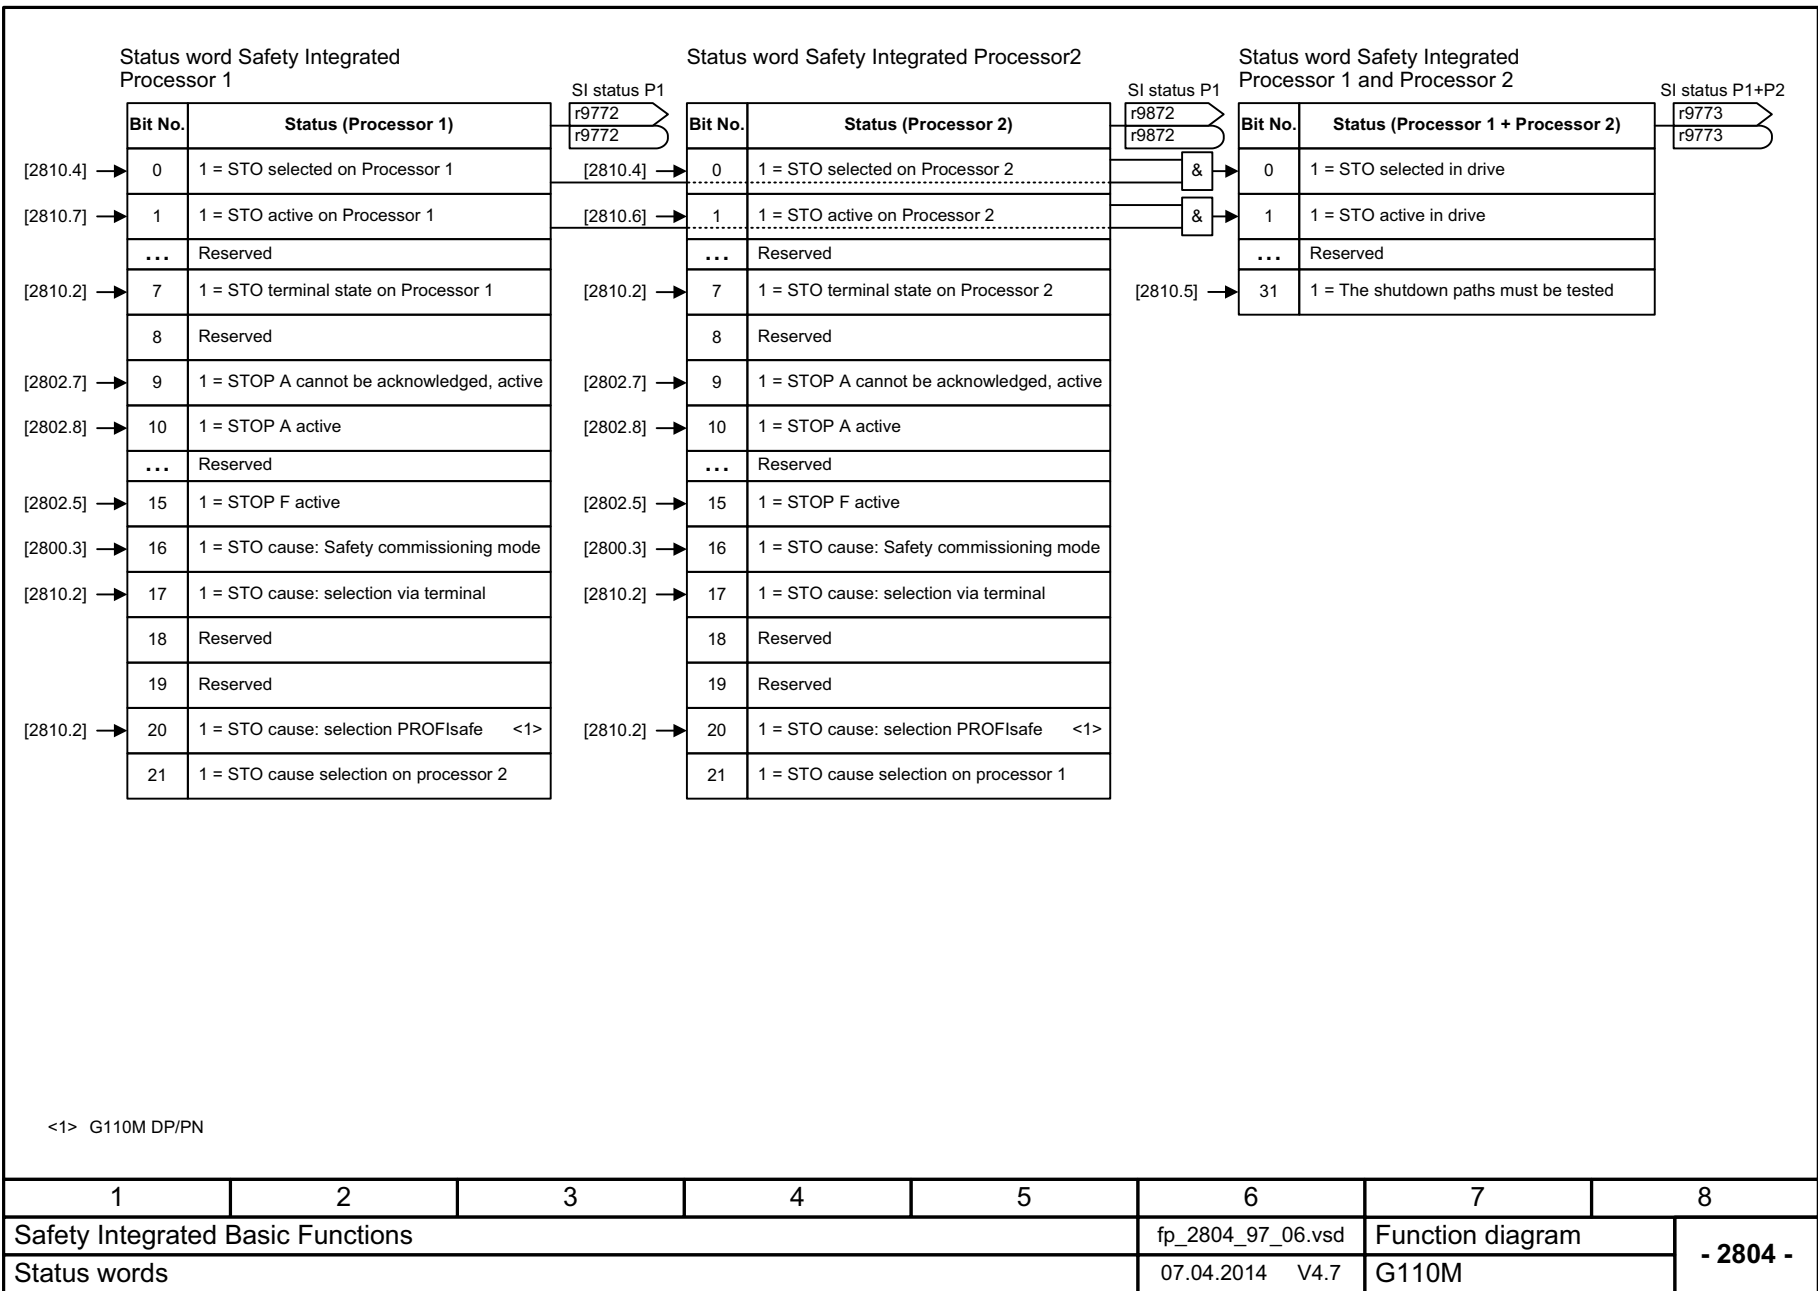 Status word Safety Integrated
Processor 1
SI status P1
r9772
r9772
Bit No. Status (Processor 1)
[2810.4] 0 1 = STO selected on Processor 1
[2810.7] 1 1 = STO active on Processor 1
... Reserved
[2810.2] 7 1 = STO terminal state on Processor 1
8 Reserved
[2802.7] 9 1 = STOP A cannot be acknowledged, active
[2802.8] 10 1 = STOP A active
... Reserved
[2802.5] 15 1 = STOP F active
[2800.3] 16 1 = STO cause: Safety commissioning mode
[2810.2] 17 1 = STO cause: selection via terminal
18 Reserved
19 Reserved
[2810.2] 20 1 = STO cause: selection PROFIsafe <1>
21 1 = STO cause selection on processor 2
Status word Safety Integrated Processor2
SI status P1
r9872
r9872
Bit No. Status (Processor 2)
[2810.4] 0 1 = STO selected on Processor 2
&
[2810.6] 1 1 = STO active on Processor 2
&
... Reserved
[2810.2] 7 1 = STO terminal state on Processor 2
8 Reserved
[2802.7] 9 1 = STOP A cannot be acknowledged, active
[2802.8] 10 1 = STOP A active
... Reserved
[2802.5] 15 1 = STOP F active
[2800.3] 16 1 = STO cause: Safety commissioning mode
[2810.2] 17 1 = STO cause: selection via terminal
18 Reserved
19 Reserved
[2810.2] 20 1 = STO cause: selection PROFIsafe <1>
21 1 = STO cause selection on processor 1
Status word Safety Integrated
Processor 1 and Processor 2
SI status P1+P2
r9773
r9773
Bit No. Status (Processor 1 + Processor 2)
0 1 = STO selected in drive
1 1 = STO active in drive
... Reserved
[2810.5] 31 1 = The shutdown paths must be tested
<1> G110M DP/PN
1 2 3 4 5 6 7 8
Safety Integrated Basic Functions fp_2804_97_06.vsd Function diagram
- 2804 -
Status words 07.04.2014 V4.7 G110M